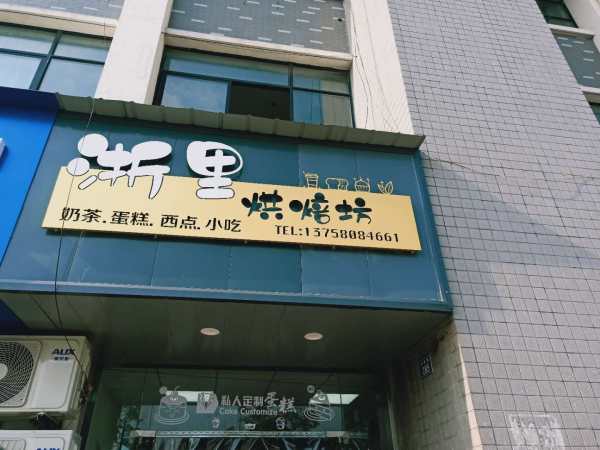 浙里
烘焙坊
奶茶.蛋糕.西点.小吃
TEL:13758084661
AUX
私人定制蛋糕
Cake Customize